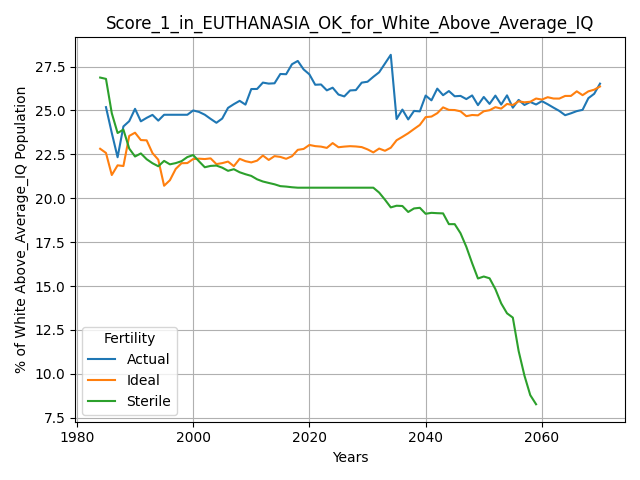 Score_1_in_EUTHANASIA_OK_for_White_Above_Average_IQ
% of White Above_Average_IQ Population
27.5
25.0
22.5
20.0
17.5
15.0
12.5
10.0
7.5
Fertility
Actual
Ideal
Sterile
1980 2000 2020 2040 2060
Years